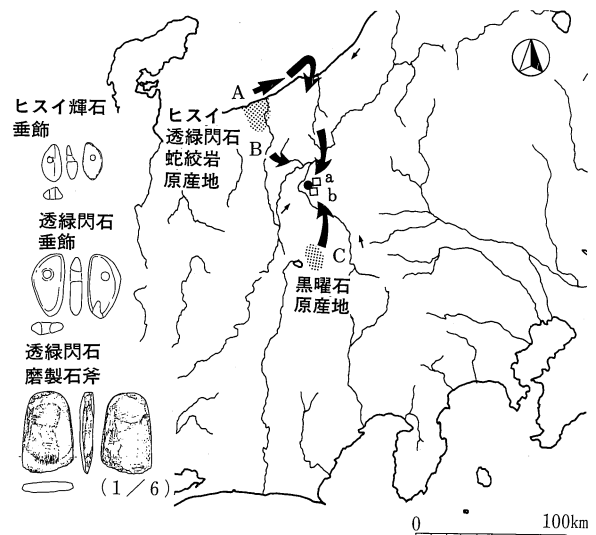 ヒスイ輝石
垂飾
透緑閃石
垂飾
透緑閃石
磨製石斧
(1/6)
A
ヒスイ
透緑閃石
蛇紋岩
原産地
B
a
b
C
黒曜石
原産地
0 100km